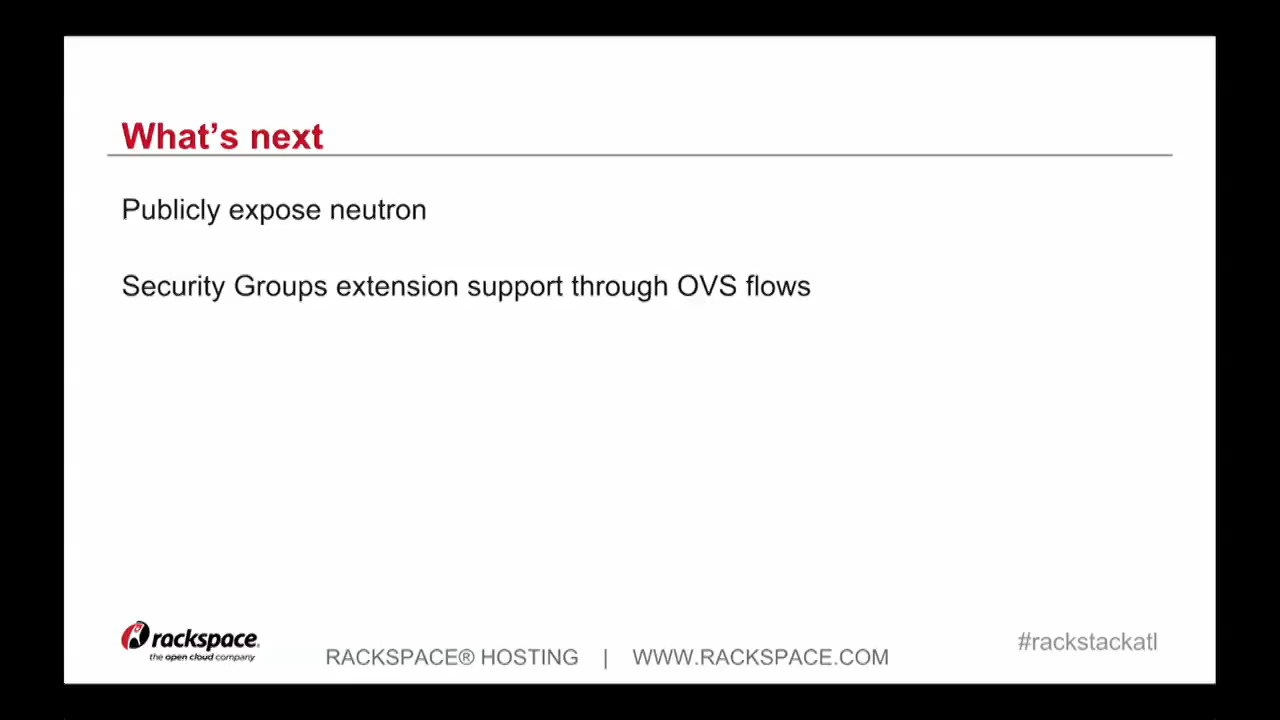 What’s next
Publicly expose neutron
Security Groups extension support through OVS flows
rackspace®
the open cloud company
RACKSPACE® HOSTING | WWW.RACKSPACE.COM
#rackstackatl